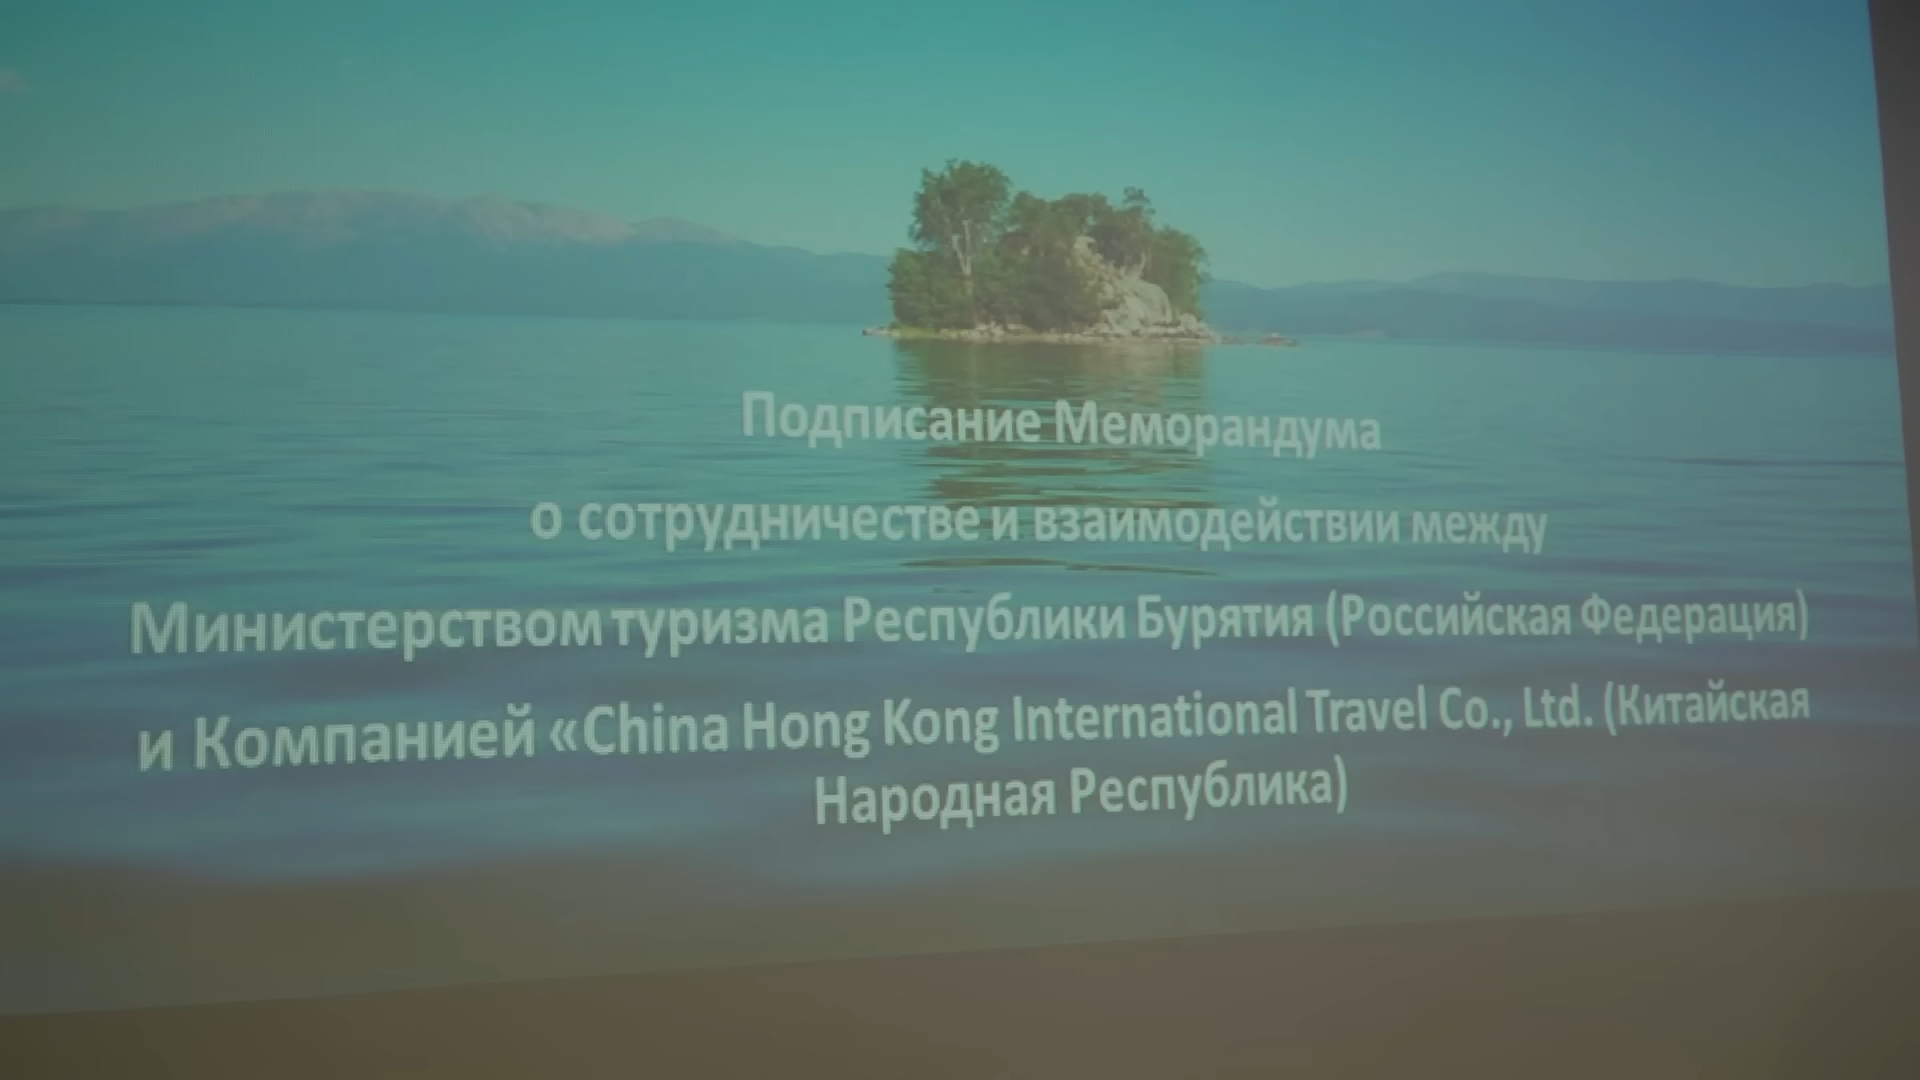 Подписание Меморандума
о сотрудничестве и взаимодействии между
Министерством туризма Республики Бурятия (Российская Федерация)
и Компанией «China Hong Kong International Travel Co., Ltd. (Китайская
Народная Республика)